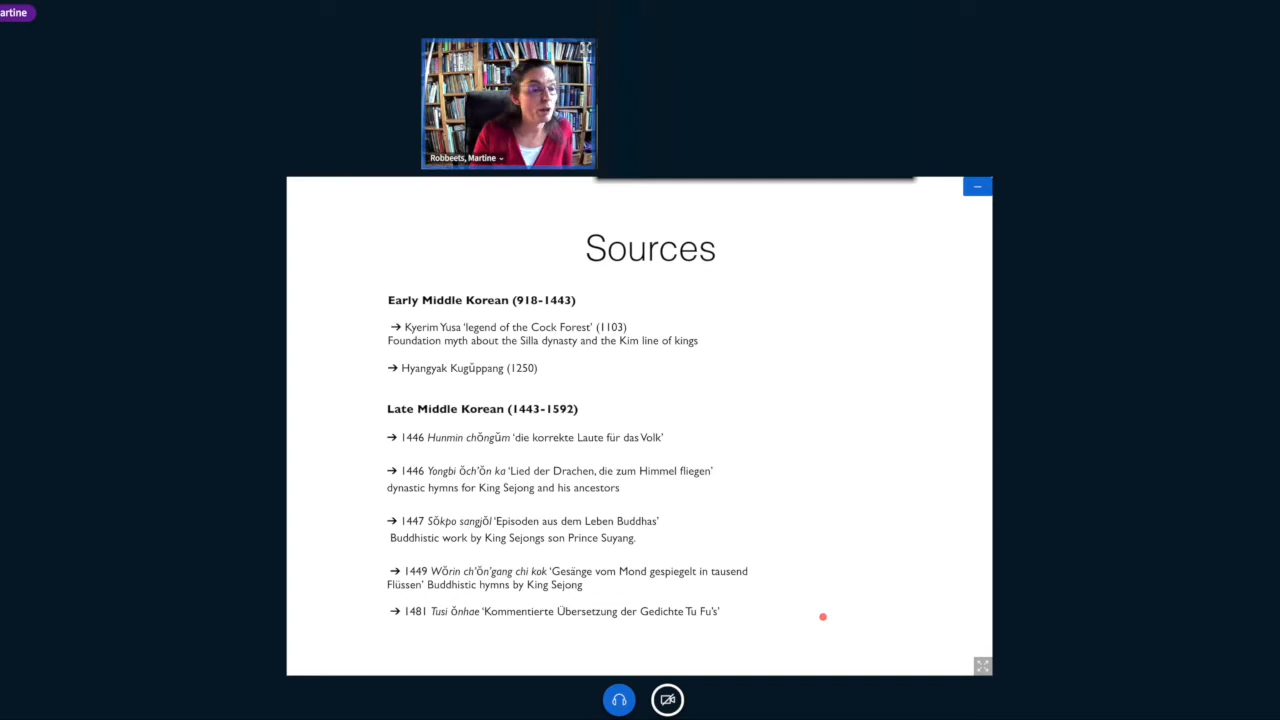 artine
Robbeets, Martine
Sources
Early Middle Korean (918-1443)
→ Kyerim Yusa ‘legend of the Cock Forest’ (1103)
Foundation myth about the Silla dynasty and the Kim line of kings
→ Hyangyak Kugŭppang (1250)
Late Middle Korean (1443-1592)
→ 1446 Hunmin chŏngŭm ‘die korrekte Laute für das Volk’
→ 1446 Yongbi ŏch’ŏn ka ‘Lied der Drachen, die zum Himmel fliegen’
dynastic hymns for King Sejong and his ancestors
→ 1447 Sŏkpo sangjŏl ‘Episoden aus dem Leben Buddhas’
Buddhistic work by King Sejongs son Prince Suyang.
→ 1449 Wŏrin ch’ŏn’gang chi kok ‘Gesänge vom Mond gespiegelt in tausend
Flüssen’ Buddhistic hymns by King Sejong
→ 1481 Tusi ŏnhae ‘Kommentierte Übersetzung der Gedichte Tu Fu’s’